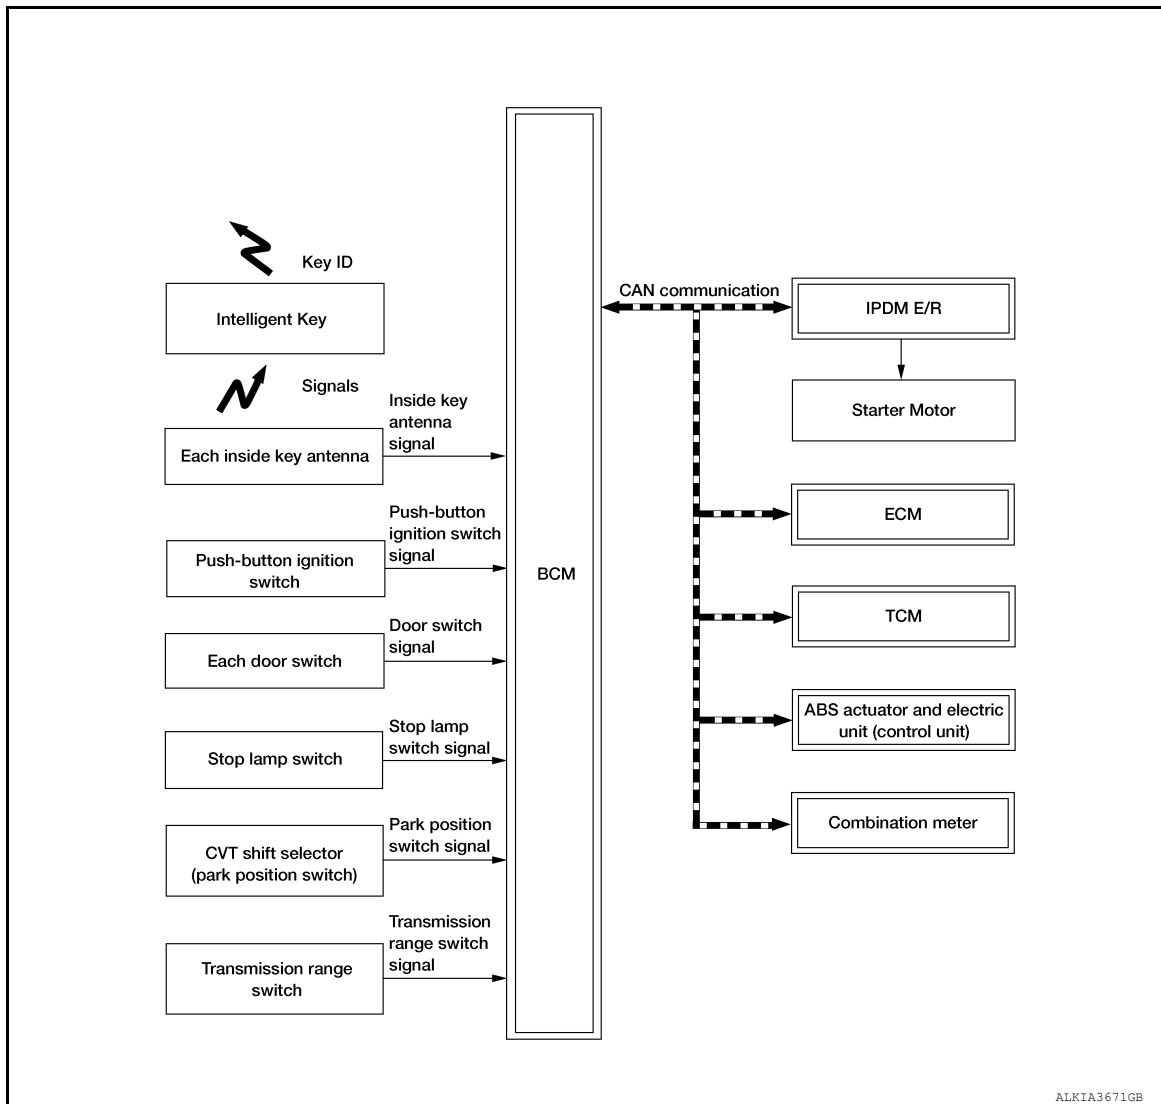 Key ID
Intelligent Key
Signals
Inside key
antenna
signal
Each inside key antenna
Push-button
ignition switch
signal
Push-button ignition
switch
Door switch
signal
Each door switch
Stop lamp
switch signal
Stop lamp switch
Park position
switch signal
CVT shift selector
(park position switch)
Transmission
range switch
signal
Transmission range
switch
BCM
CAN communication
IPDM E/R
Starter Motor
ECM
TCM
ABS actuator and electric
unit (control unit)
Combination meter
ALKIA3671GB